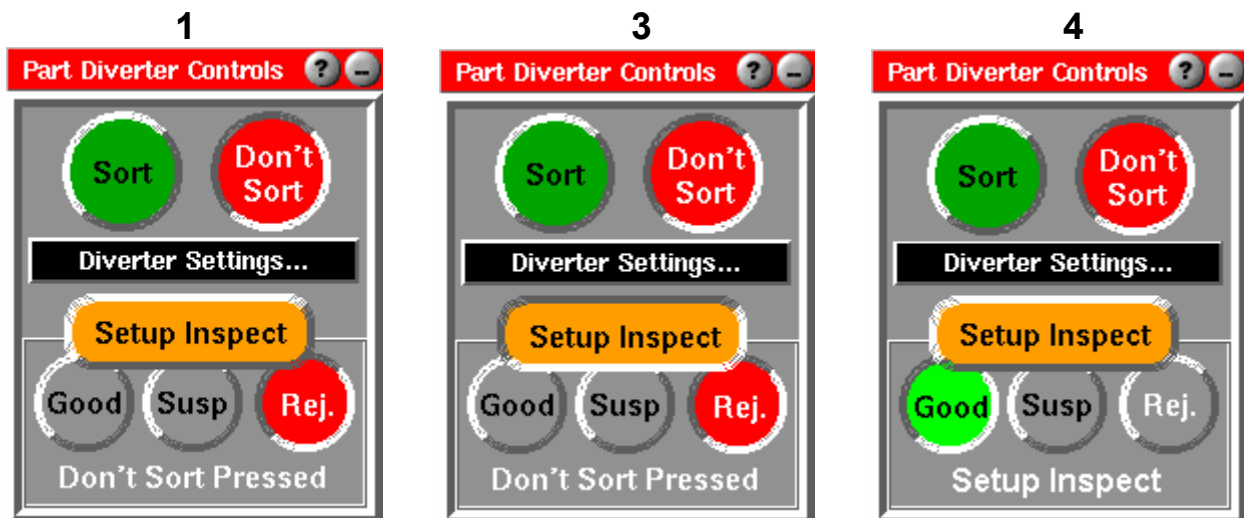 1
Part Diverter Controls ? –
Sort
Don't
Sort
Diverter Settings...
Setup Inspect
Good Susp Rej.
Don't Sort Pressed
3
Part Diverter Controls ? –
Sort
Don't
Sort
Diverter Settings...
Setup Inspect
Good Susp Rej.
Don't Sort Pressed
4
Part Diverter Controls ? –
Sort
Don't
Sort
Diverter Settings...
Setup Inspect
Good Susp Rej.
Setup Inspect